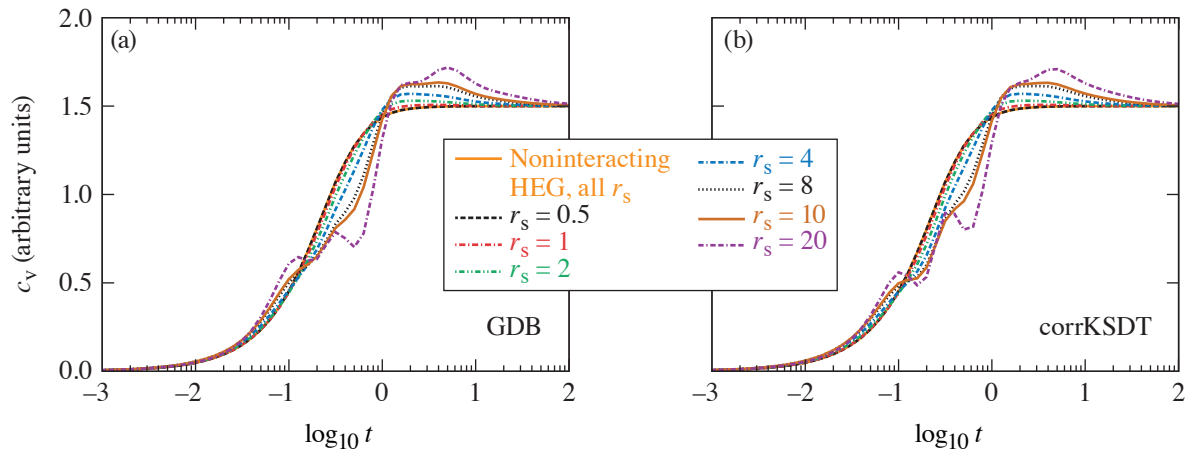 (a)
(b)
c_v (arbitrary units)
2.0
1.5
1.0
0.5
0.0
Noninteracting
HEG, all r_s
r_s = 0.5
r_s = 1
r_s = 2
r_s = 4
r_s = 8
r_s = 10
r_s = 20
GDB
corrKSDT
–3 –2 –1 0 1 2
–3 –2 –1 0 1 2
log₁₀ t
log₁₀ t